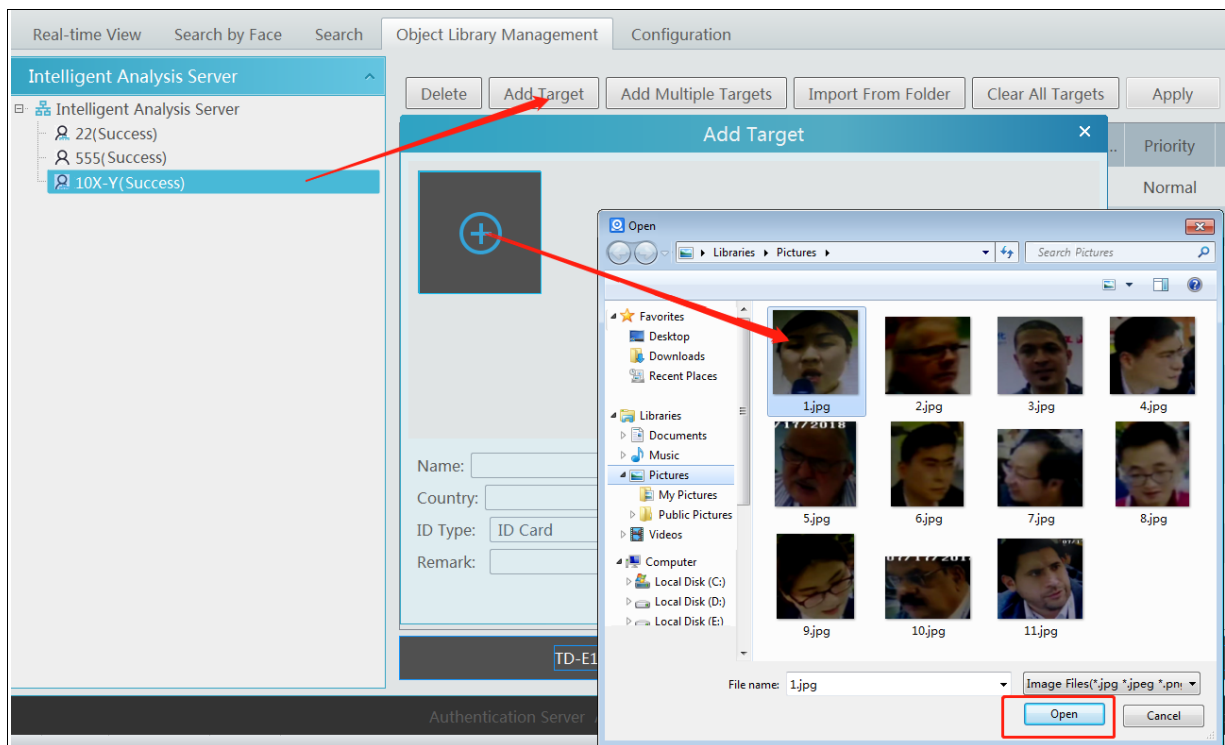 Real-time View Search by Face Search Object Library Management Configuration
Intelligent Analysis Server
Delete Add Target Add Multiple Targets Import From Folder Clear All Targets Apply
Intelligent Analysis Server
22(Success)
555(Success)
10X-Y(Success)
Add Target
.. Priority
Normal
Open
Libraries Pictures
Search Pictures
Favorites
Desktop
Downloads
Recent Places
Libraries
Documents
Music
Pictures
My Pictures
Public Pictures
Videos
Computer
Local Disk (C:)
Local Disk (D:)
Local Disk (E:)
1.jpg 2.jpg 3.jpg 4.jpg
/17/2018
5.jpg 6.jpg 7.jpg 8.jpg
9.jpg 10.jpg 11.jpg
Name:
Country:
ID Type: ID Card
Remark:
File name: 1.jpg
Image Files(*.jpg *.jpeg *.pn
Open Cancel
TD-E1
Authentication Server